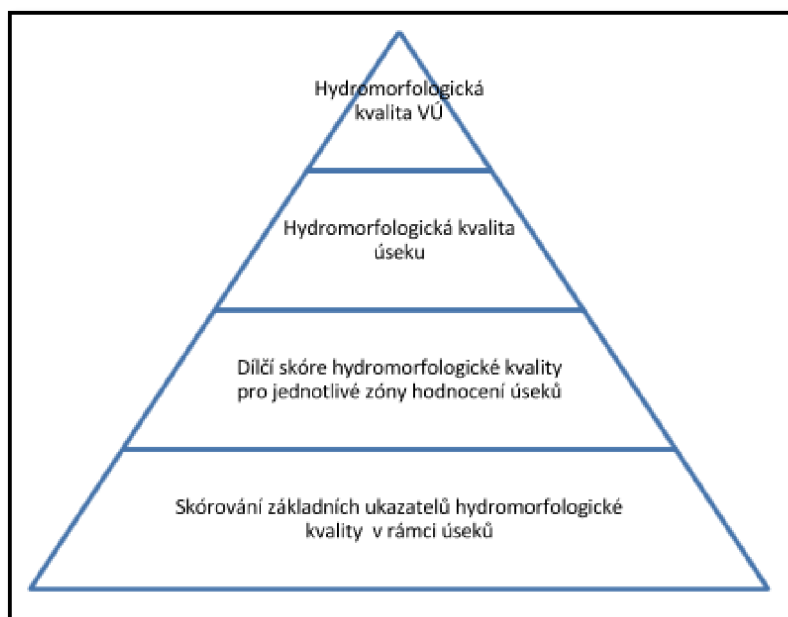 Hydromorfologická
kvalita VÚ
Hydromorfologická kvalita
úseku
Dílčí skóre hydromorfologické kvality
pro jednotlivé zóny hodnocení úseků
Skórování základních ukazatelů hydromorfologické
kvality v rámci úseků